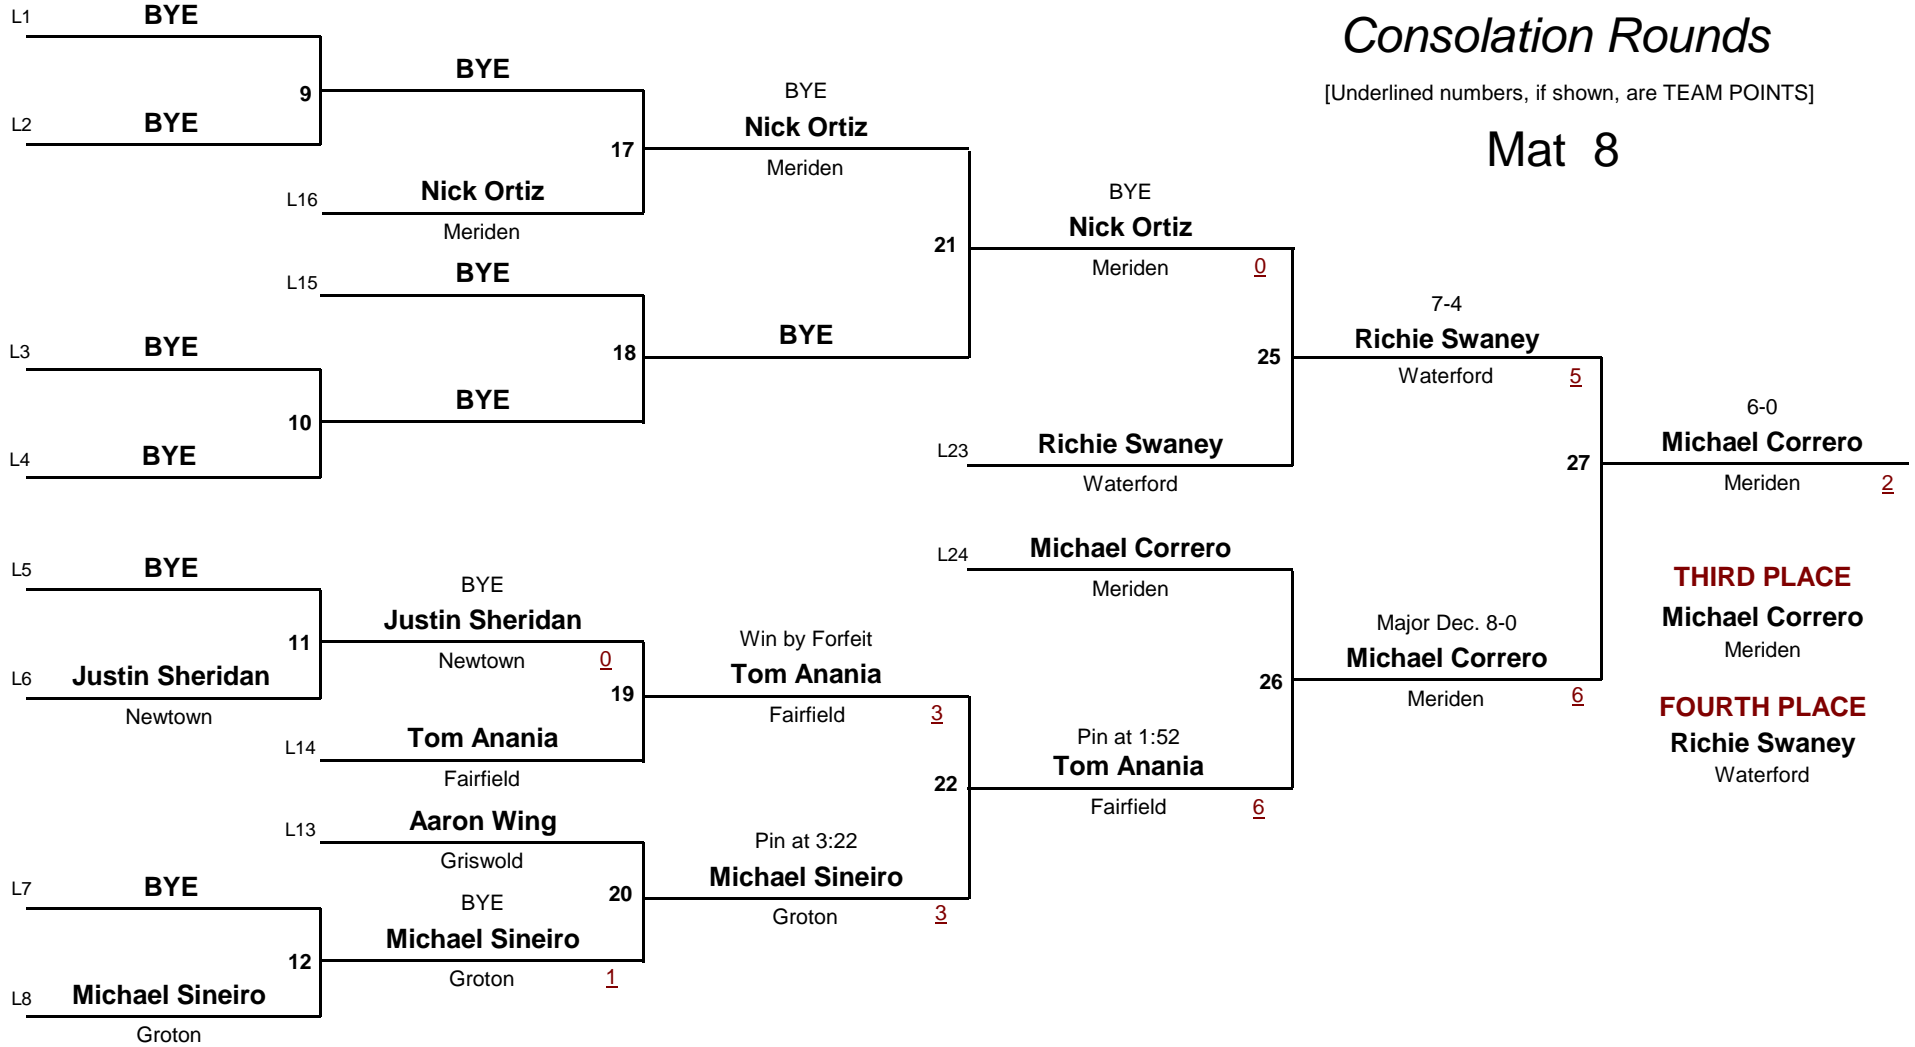 Consolation Rounds
[Underlined numbers, if shown, are TEAM POINTS]
Mat 8
L1 BYE
9
L2 BYE
BYE
17
L16 Nick Ortiz
Meriden
BYE
Nick Ortiz
Meriden
L15 BYE
18
L3 BYE
10
L4 BYE
BYE
BYE
21
BYE
Nick Ortiz
Meriden 0
25
L23 Richie Swaney
Waterford
7-4
Richie Swaney
Waterford 5
27
6-0
Michael Correro
Meriden 2
L5 BYE
11
L6 Justin Sheridan
Newtown
BYE
Justin Sheridan
Newtown 0
19
L14 Tom Anania
Fairfield
Win by Forfeit
Tom Anania
Fairfield 3
22
L13 Aaron Wing
Griswold
20
L7 BYE
12
L8 Michael Sineiro
Groton
BYE
Michael Sineiro
Groton 1
Pin at 3:22
Michael Sineiro
Groton 3
L24 Michael Correro
Meriden
26
Pin at 1:52
Tom Anania
Fairfield 6
Major Dec. 8-0
Michael Correro
Meriden 6
THIRD PLACE
Michael Correro
Meriden
FOURTH PLACE
Richie Swaney
Waterford